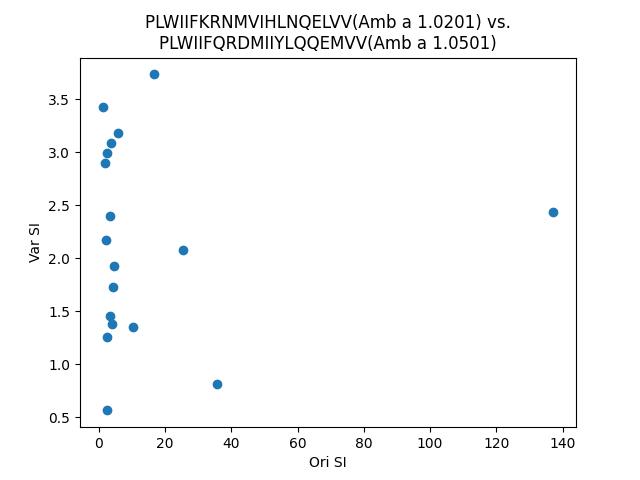 PLWIIFKRNMVIHLNQELVV(Amb a 1.0201) vs.
PLWIIFQRDMIIYLQQEMVV(Amb a 1.0501)
3.5
3.0
2.5
2.0
1.5
1.0
0.5
Var SI
0 20 40 60 80 100 120 140
Ori SI